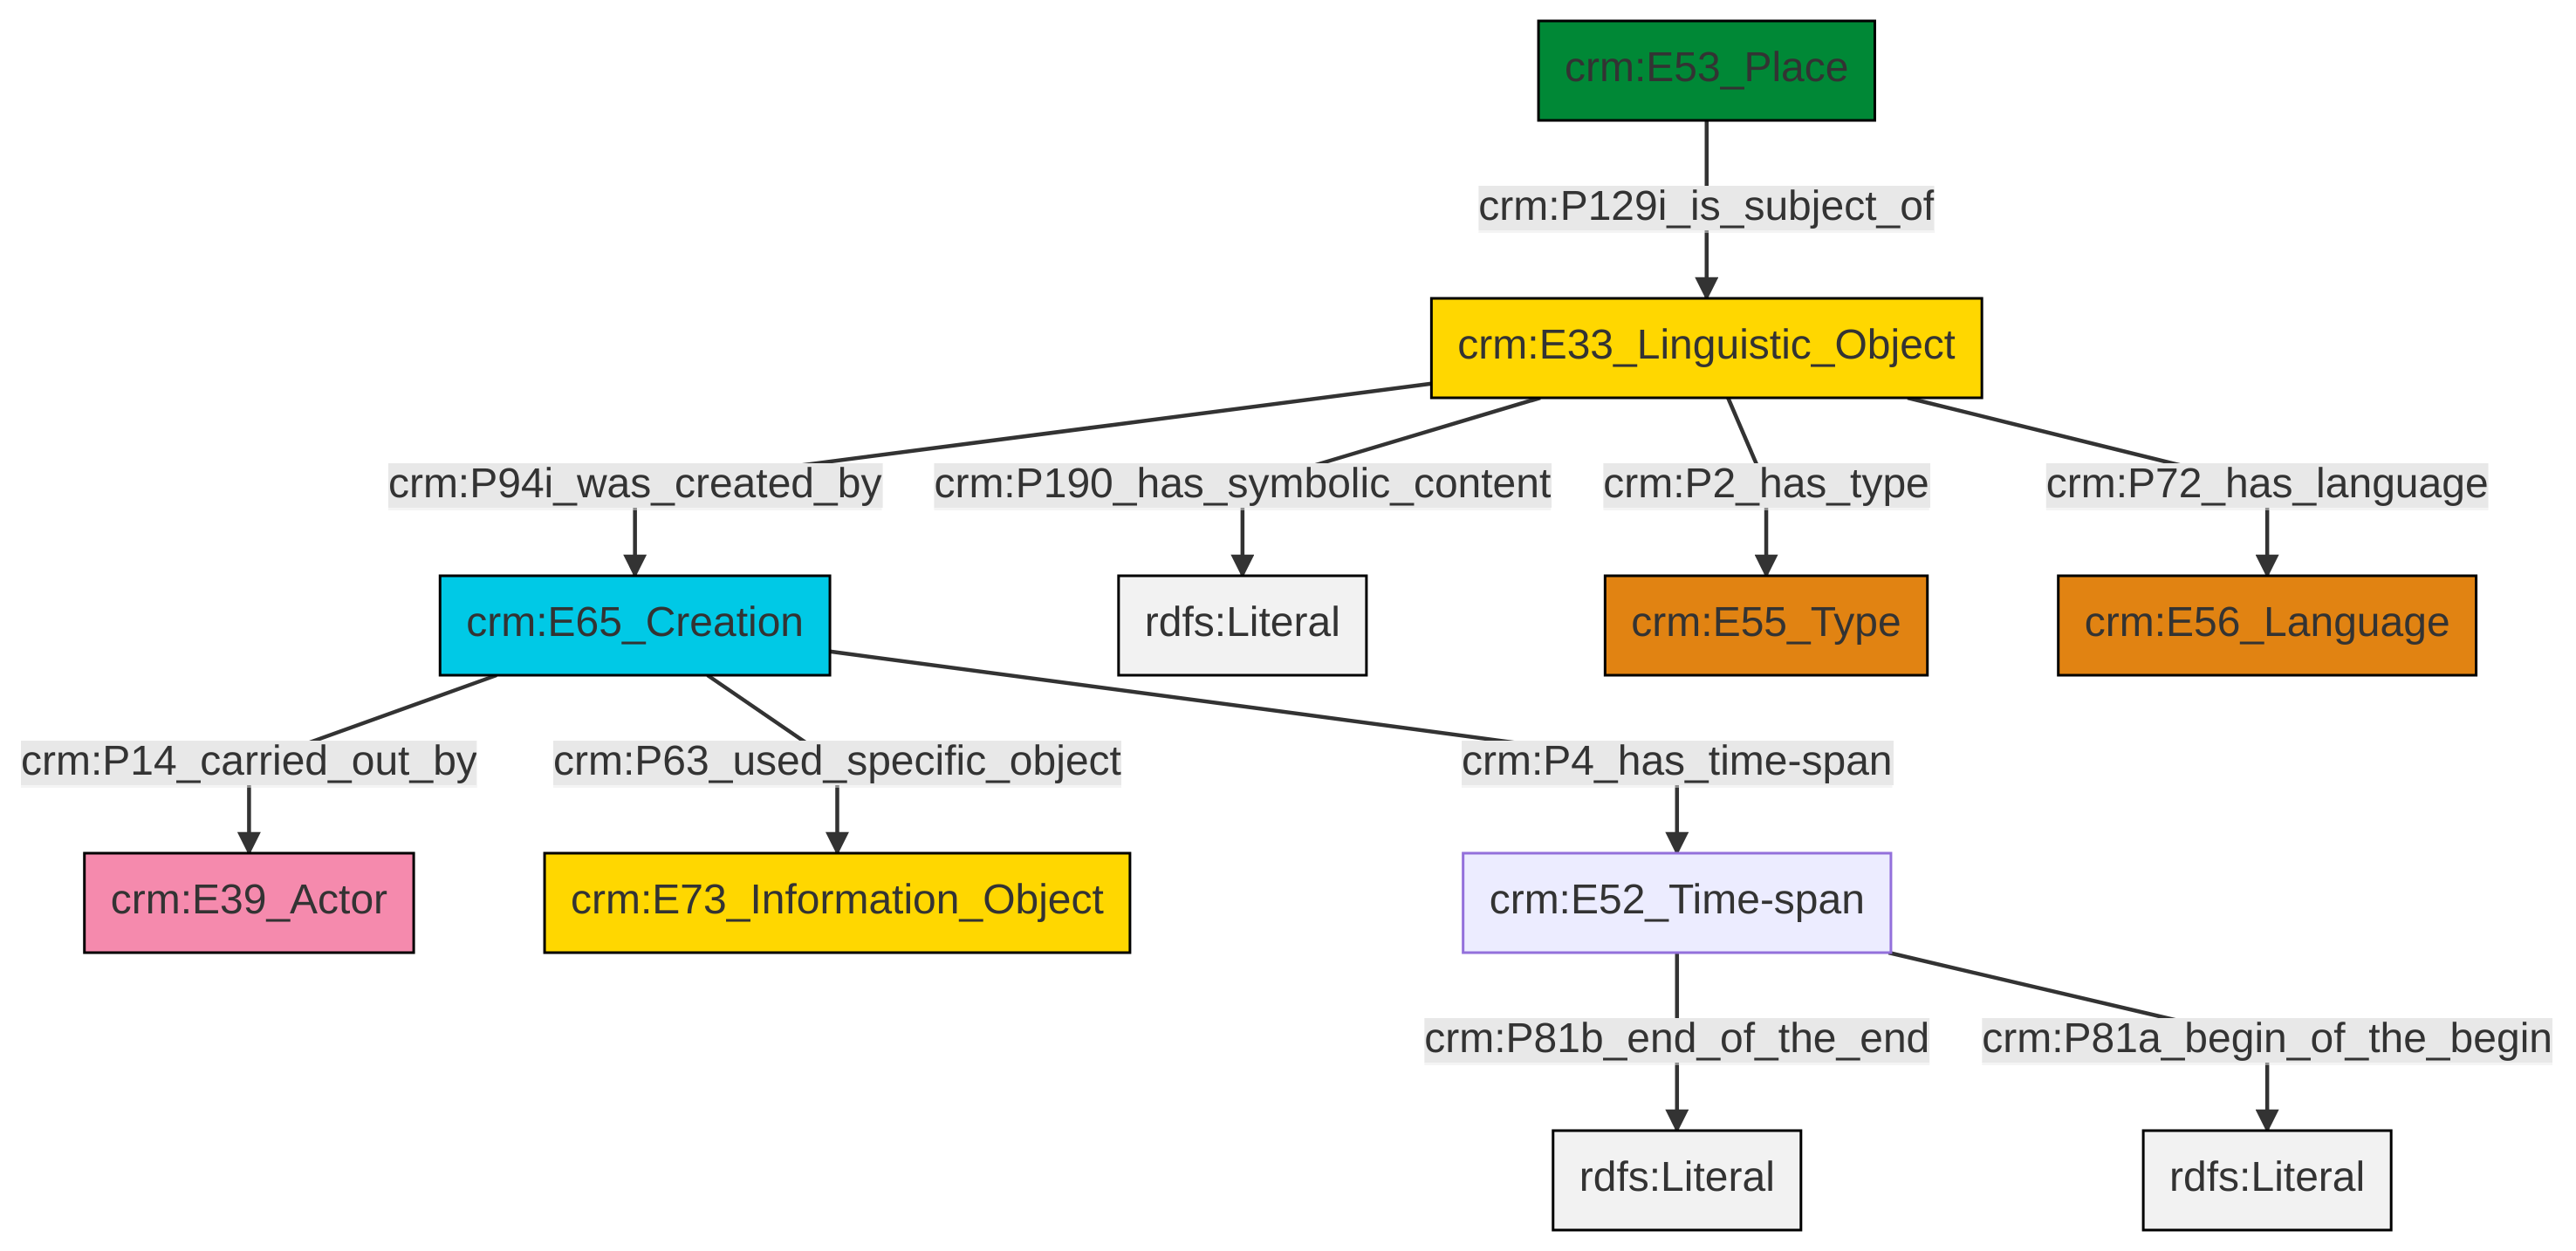 crm:E53_Place
crm:P129i_is_subject_of
crm:E33_Linguistic_Object
crm:P94i_was_created_by
crm:P190_has_symbolic_content
crm:P2_has_type
crm:P72_has_language
crm:E65_Creation
rdfs:Literal
crm:E55_Type
crm:E56_Language
crm:P14_carried_out_by
crm:P63_used_specific_object
crm:P4_has_time-span
crm:E39_Actor
crm:E73_Information_Object
crm:E52_Time-span
crm:P81b_end_of_the_end
crm:P81a_begin_of_the_begin
rdfs:Literal
rdfs:Literal